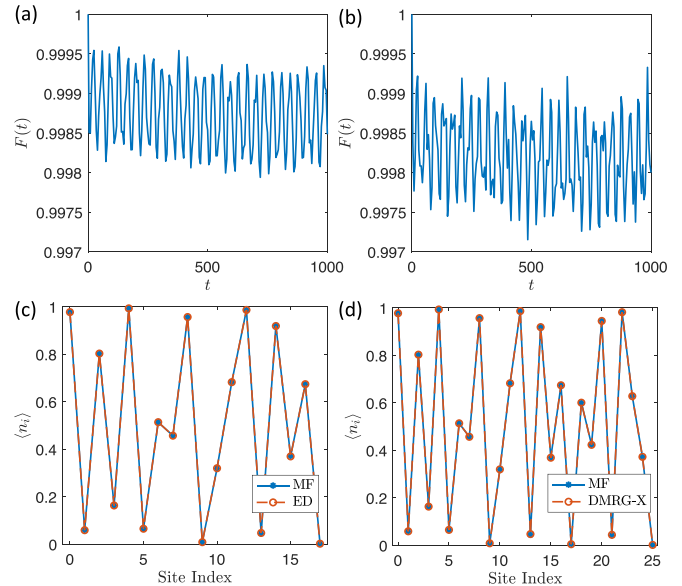 (a)
1
0.9995
0.999
0.9985
0.998
0.9975
0.997
F(t)
0
500
1000
t
(b)
1
0.9995
0.999
0.9985
0.998
0.9975
0.997
F(t)
0
500
1000
t
(c)
1
0.8
0.6
0.4
0.2
0
⟨n_i⟩
MF
ED
0
5
10
15
Site Index
(d)
1
0.8
0.6
0.4
0.2
0
⟨n_i⟩
MF
DMRG-X
0
5
10
15
20
25
Site Index